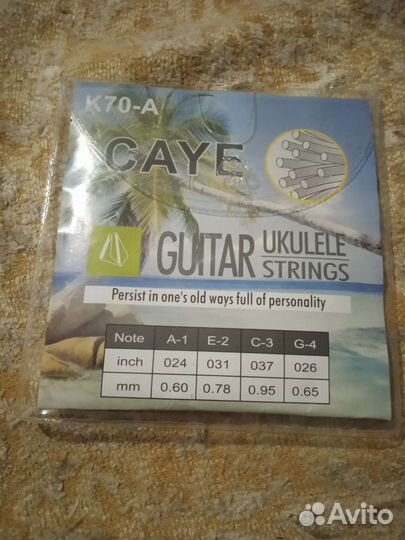 K70-A
CAYE
GUITAR UKULELE STRINGS
Persist in one's old ways full of personality
Note A-1 E-2 C-3 G-4
inch 024 031 037 026
mm 0.60 0.78 0.95 0.65
Avito